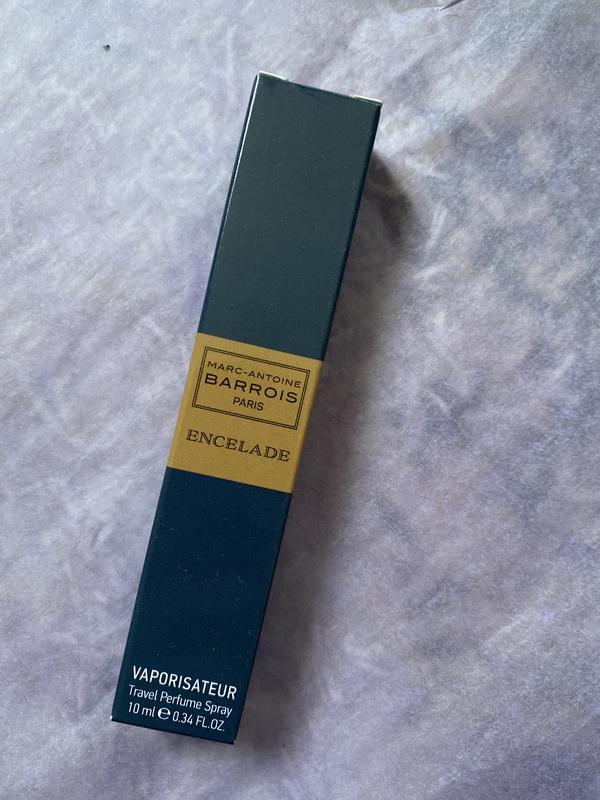 MARC-ANTOINE
BARROIS
PARIS
ENCELADE
VAPORISATEUR
Travel Perfume Spray
10 ml ℮ 0.34 FL.OZ.